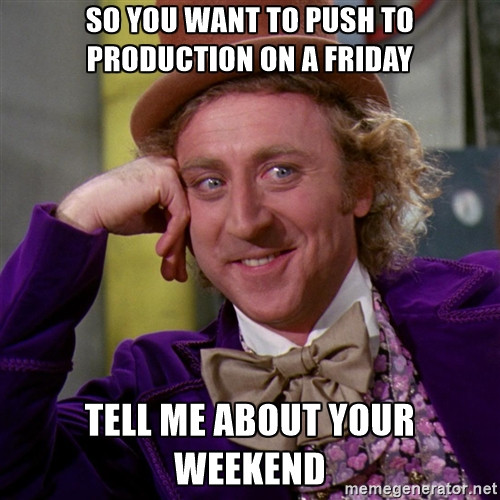 SO YOU WANT TO PUSH TO
PRODUCTION ON A FRIDAY
TELL ME ABOUT YOUR
WEEKEND
memegenerator.net